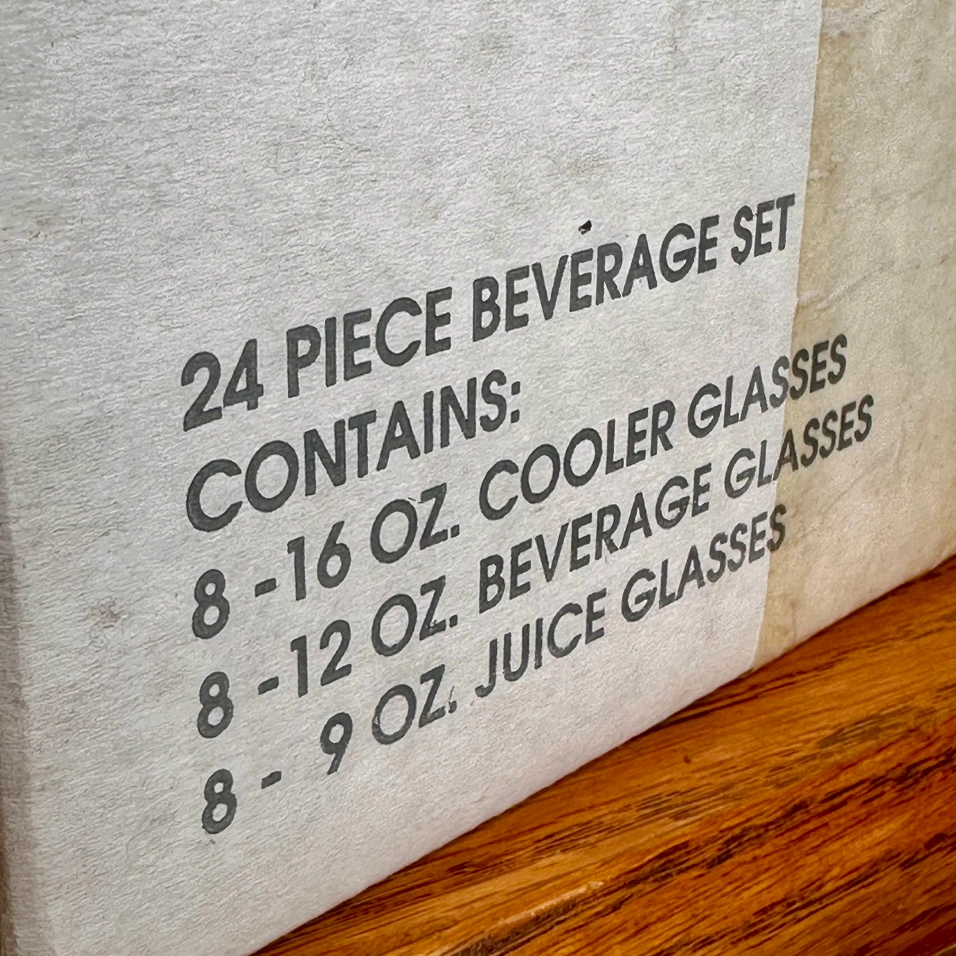 24 PIECE BEVERAGE SET
CONTAINS:
8 - 16 OZ. COOLER GLASSES
8 - 12 OZ. BEVERAGE GLASSES
8 - 9 OZ. JUICE GLASSES